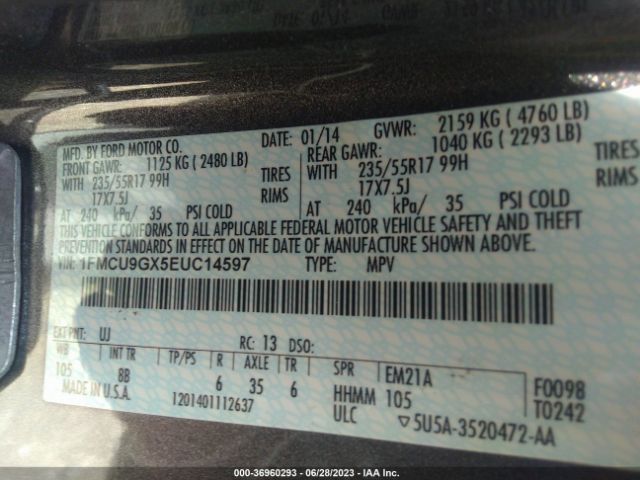 MFD. BY FORD MOTOR CO.
DATE: 01/14 GVWR: 2159 KG ( 4760 LB)
FRONT GAWR: 1125 KG ( 2480 LB) REAR GAWR: 1040 KG ( 2293 LB)
WITH 235/55R17 99H TIRES WITH 235/55R17 99H TIRES
17X7.5J RIMS 17X7.5J RIMS
AT 240 kPa/ 35 PSI COLD AT 240 kPa/ 35 PSI COLD
THIS VEHICLE CONFORMS TO ALL APPLICABLE FEDERAL MOTOR VEHICLE SAFETY AND THEFT
PREVENTION STANDARDS IN EFFECT ON THE DATE OF MANUFACTURE SHOWN ABOVE.
VIN: 1FMCU9GX5EUC14597 TYPE: MPV
EXT PNT: UJ RC: 13 DSO:
WB INT TR TP/PS R AXLE TR SPR EM21A
105 8B 6 35 6 HHMM 105 F0098
MADE IN U.S.A. 1201401112637 ULC T0242
5U5A-3520472-AA
000-36960293 - 06/28/2023 - IAA Inc.